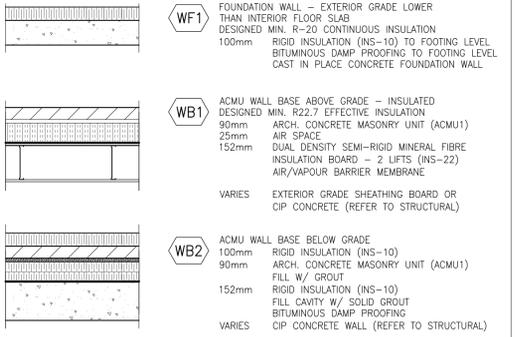 WF1
FOUNDATION WALL – EXTERIOR GRADE LOWER
THAN INTERIOR FLOOR SLAB
DESIGNED MIN. R-20 CONTINUOUS INSULATION
100mm RIGID INSULATION (INS-10) TO FOOTING LEVEL
BITUMINOUS DAMP PROOFING TO FOOTING LEVEL
CAST IN PLACE CONCRETE FOUNDATION WALL
WB1
ACMU WALL BASE ABOVE GRADE – INSULATED
DESIGNED MIN. R22.7 EFFECTIVE INSULATION
90mm ARCH. CONCRETE MASONRY UNIT (ACMU1)
25mm AIR SPACE
152mm DUAL DENSITY SEMI-RIGID MINERAL FIBRE
INSULATION BOARD – 2 LIFTS (INS-22)
AIR/VAPOUR BARRIER MEMBRANE
VARIES EXTERIOR GRADE SHEATHING BOARD OR
CIP CONCRETE (REFER TO STRUCTURAL)
WB2
ACMU WALL BASE BELOW GRADE
100mm RIGID INSULATION (INS-10)
90mm ARCH. CONCRETE MASONRY UNIT (ACMU1)
FILL W/ GROUT
152mm RIGID INSULATION (INS-10)
FILL CAVITY W/ SOLID GROUT
BITUMINOUS DAMP PROOFING
VARIES CIP CONCRETE WALL (REFER TO STRUCTURAL)